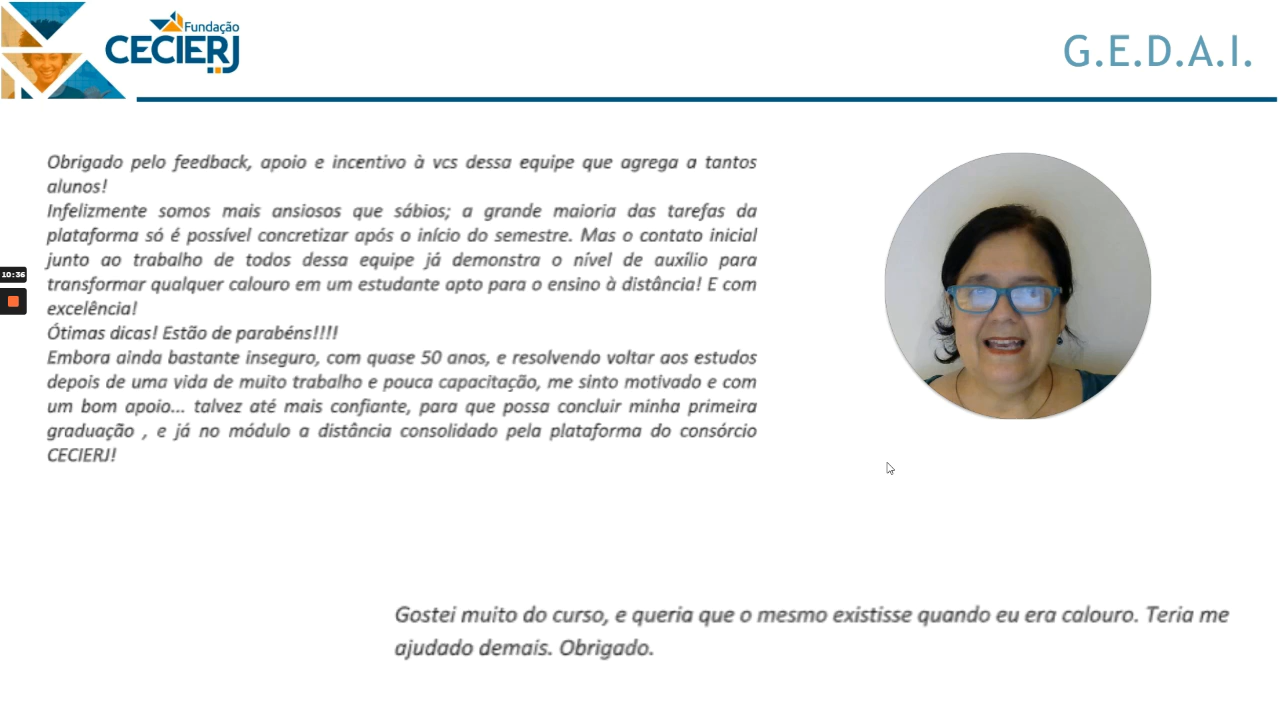 Fundação
CECIERJ
G.E.D.A.I.
Obrigado pelo feedback, apoio e incentivo à vcs dessa equipe que agrega a tantos
alunos!
Infelizmente somos mais ansiosos que sábios; a grande maioria das tarefas da
plataforma só é possível concretizar após o início do semestre. Mas o contato inicial
junto ao trabalho de todos dessa equipe já demonstra o nível de auxílio para
transformar qualquer calouro em um estudante apto para o ensino à distância! E com
excelência!
Ótimas dicas! Estão de parabéns!!!!
Embora ainda bastante inseguro, com quase 50 anos, e resolvendo voltar aos estudos
depois de uma vida de muito trabalho e pouca capacitação, me sinto motivado e com
um bom apoio... talvez até mais confiante, para que possa concluir minha primeira
graduação , e já no módulo a distância consolidado pela plataforma do consórcio
CECIERJ!
10:36
Gostei muito do curso, e queria que o mesmo existisse quando eu era calouro. Teria me
ajudado demais. Obrigado.